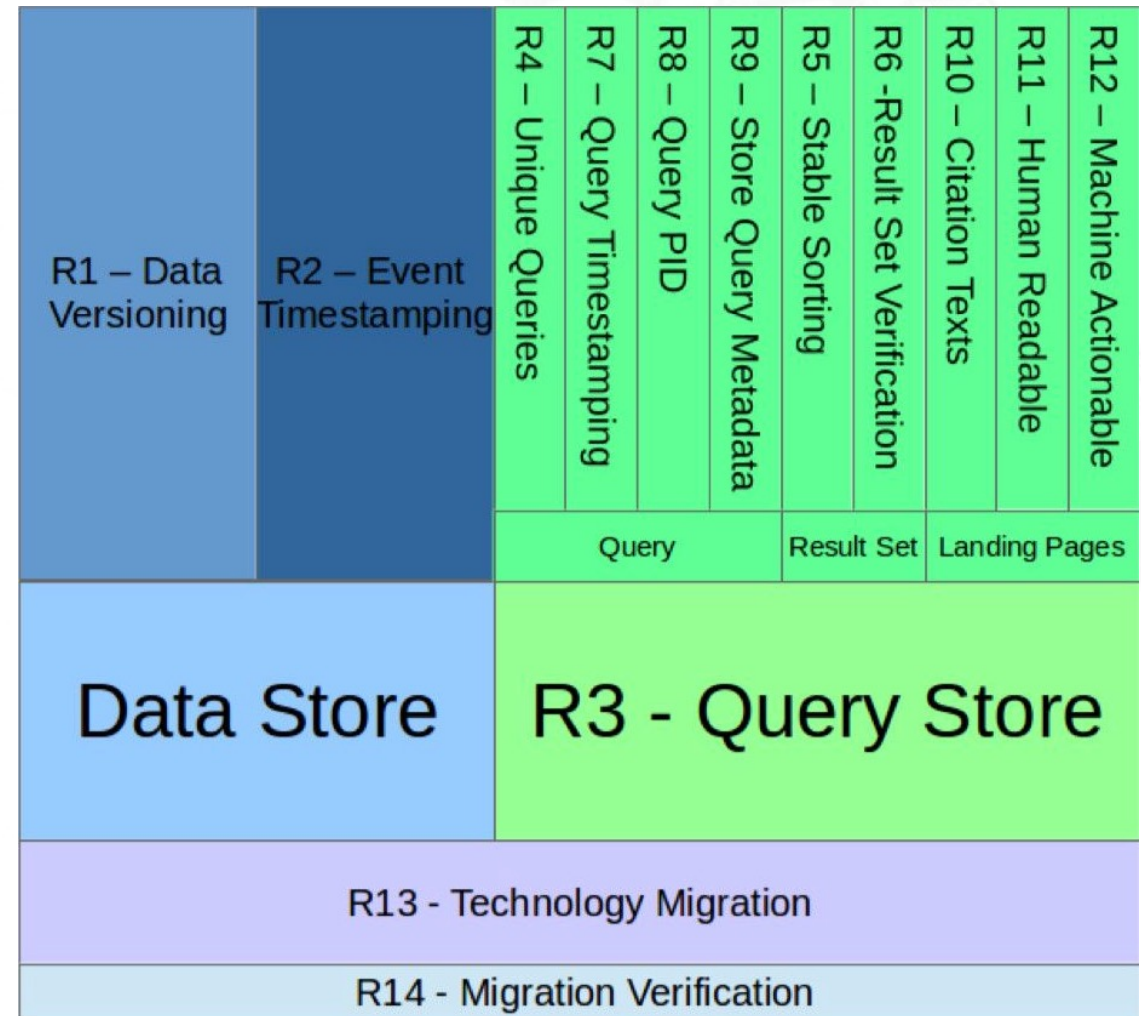 R1 – Data
Versioning
R2 – Event
Timestamping
R4 – Unique Queries
R7 – Query Timestamping
R8 – Query PID
R9 – Store Query Metadata
R5 – Stable Sorting
R6 -Result Set Verification
R10 – Citation Texts
R11 – Human Readable
R12 – Machine Actionable
Query
Result Set
Landing Pages
Data Store
R3 - Query Store
R13 - Technology Migration
R14 - Migration Verification